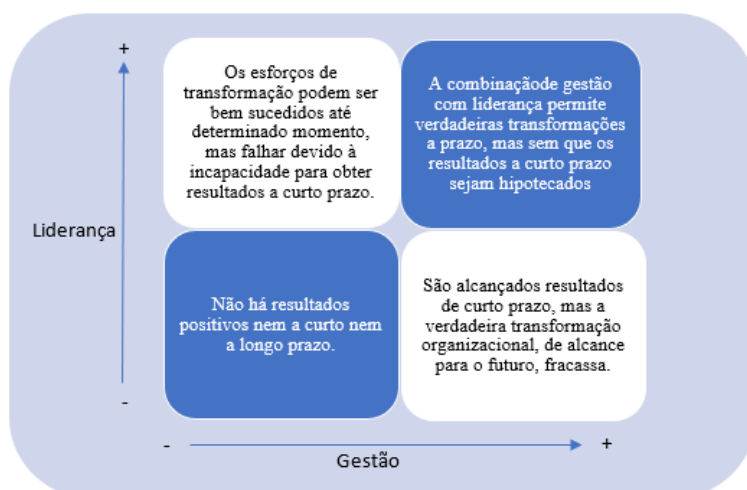 +
Os esforços de
transformação podem ser
bem sucedidos até
determinado momento,
mas falhar devido à
incapacidade para obter
resultados a curto prazo.
A combinaçãode gestão
com liderança permite
verdadeiras transformações
a prazo, mas sem que os
resultados a curto prazo
sejam hipotecados
Liderança
Não há resultados
positivos nem a curto nem
a longo prazo.
São alcançados resultados
de curto prazo, mas a
verdadeira transformação
organizacional, de alcance
para o futuro, fracassa.
-
- +
Gestão